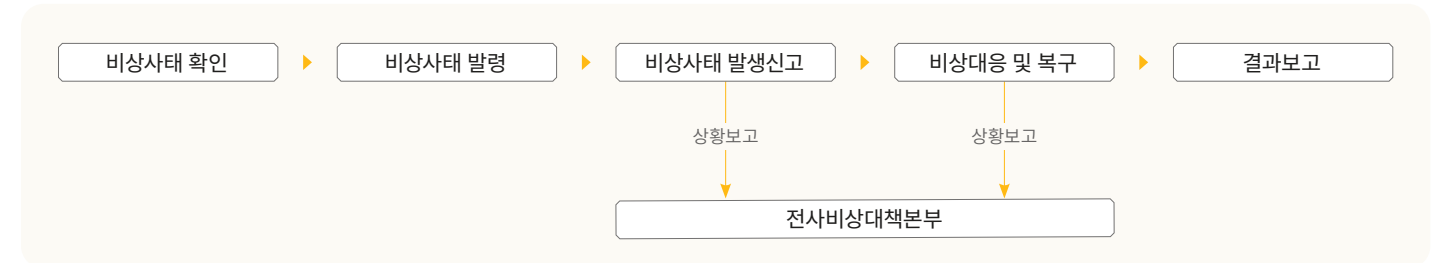 비상사태 확인
비상사태 발령
비상사태 발생신고
비상대응 및 복구
결과보고
상황보고
상황보고
전사비상대책본부